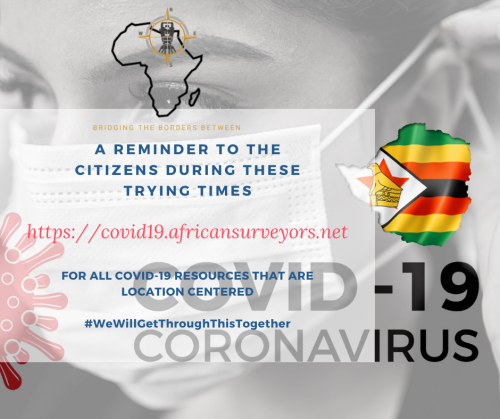 BRIDGING THE BORDERS BETWEEN
A REMINDER TO THE
CITIZENS DURING THESE
TRYING TIMES
https://covid19.africansurveyors.net
FOR ALL COVID-19 RESOURCES THAT ARE
LOCATION CENTERED
#WeWillGetThroughThisTogether
COVID-19
CORONAVIRUS